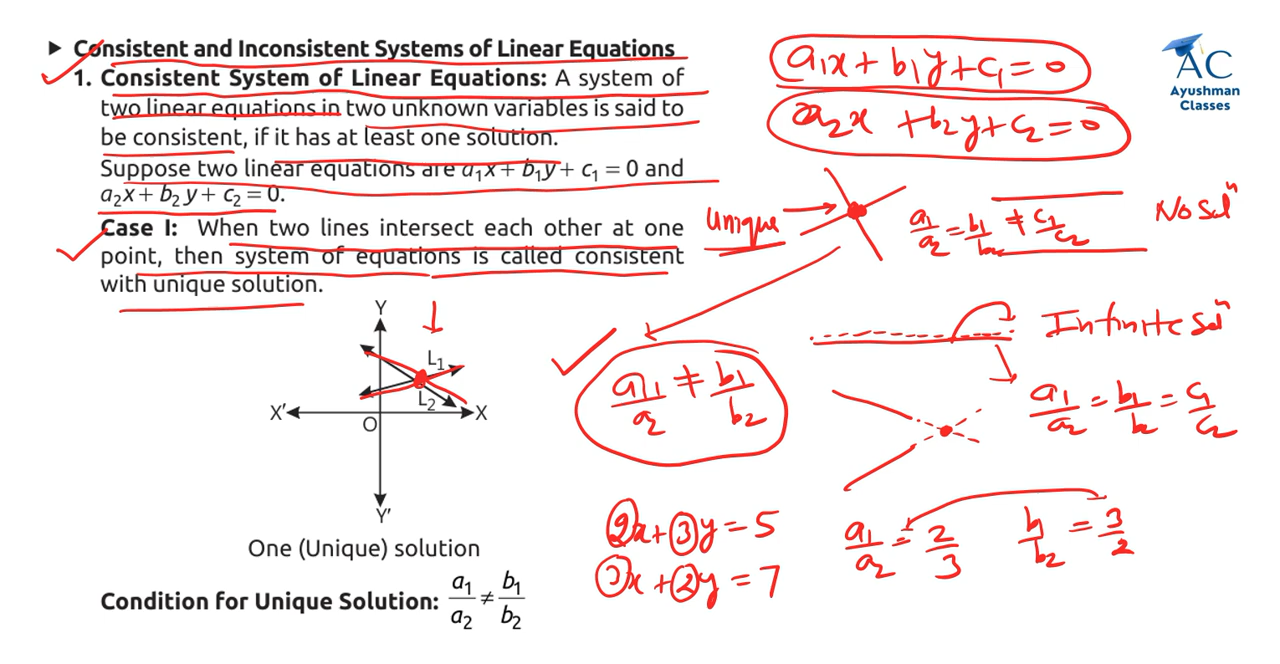 ▶ Consistent and Inconsistent Systems of Linear Equations
1. Consistent System of Linear Equations: A system of
two linear equations in two unknown variables is said to
be consistent, if it has at least one solution.
Suppose two linear equations are a₁x + b₁y + c₁ = 0 and
a₂x + b₂y + c₂ = 0.
Case I: When two lines intersect each other at one
point, then system of equations is called consistent
with unique solution.
Y
L₁
L₂
X′ O X
Y′
One (Unique) solution
Condition for Unique Solution: a₁/a₂ ≠ b₁/b₂
a₁x + b₁y + c₁ = 0
a₂x + b₂y + c₂ = 0
AC
Ayushman
Classes
Unique
a₁/a₂ = b₁/b₂ ≠ c₁/c₂ No Solⁿ
Infinite Solⁿ
a₁/a₂ ≠ b₁/b₂
a₁/a₂ = b₁/b₂ = c₁/c₂
2x + 3y = 5
3x + 2y = 7
a₁/a₂ = 2/3 b₁/b₂ = 3/2